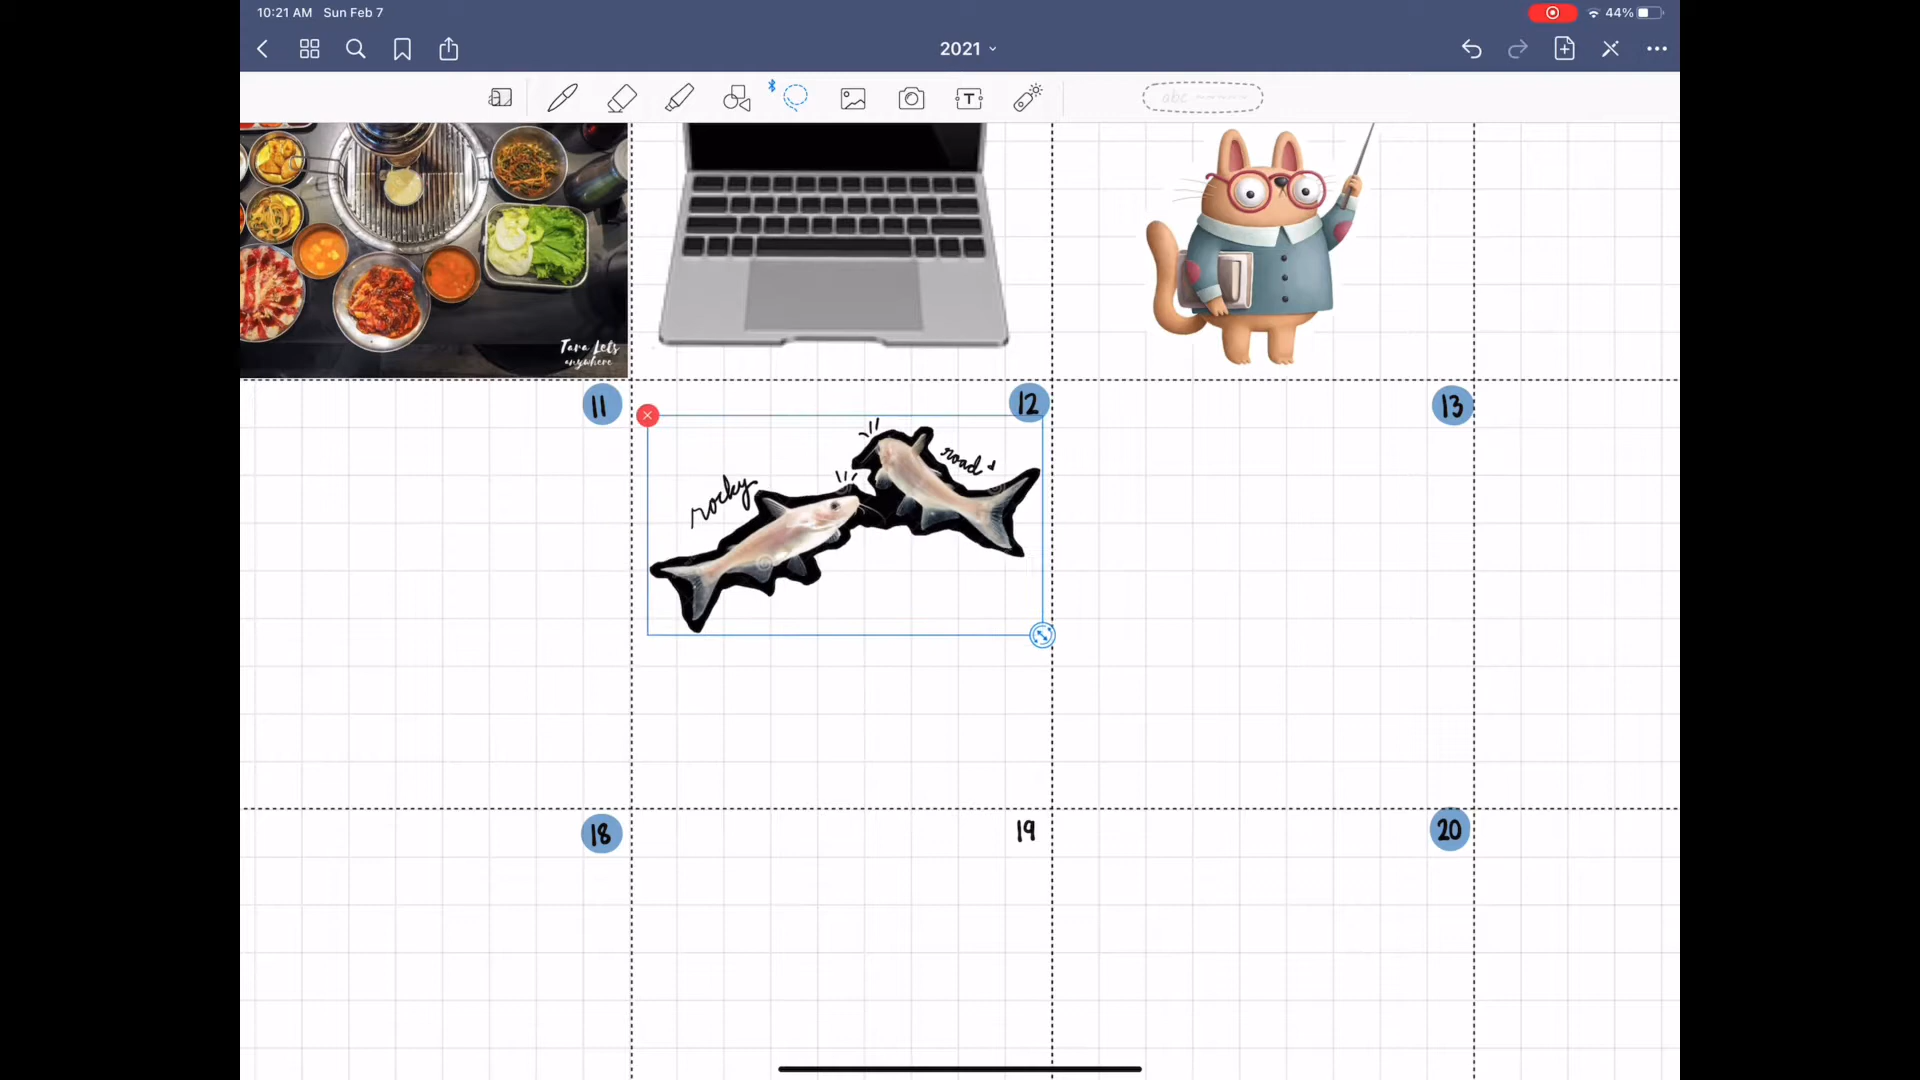 10:21 AM Sun Feb 7
44%
2021
abc
T
Tara Lets
anywhere
11
12
13
rocky
road
18
19
20